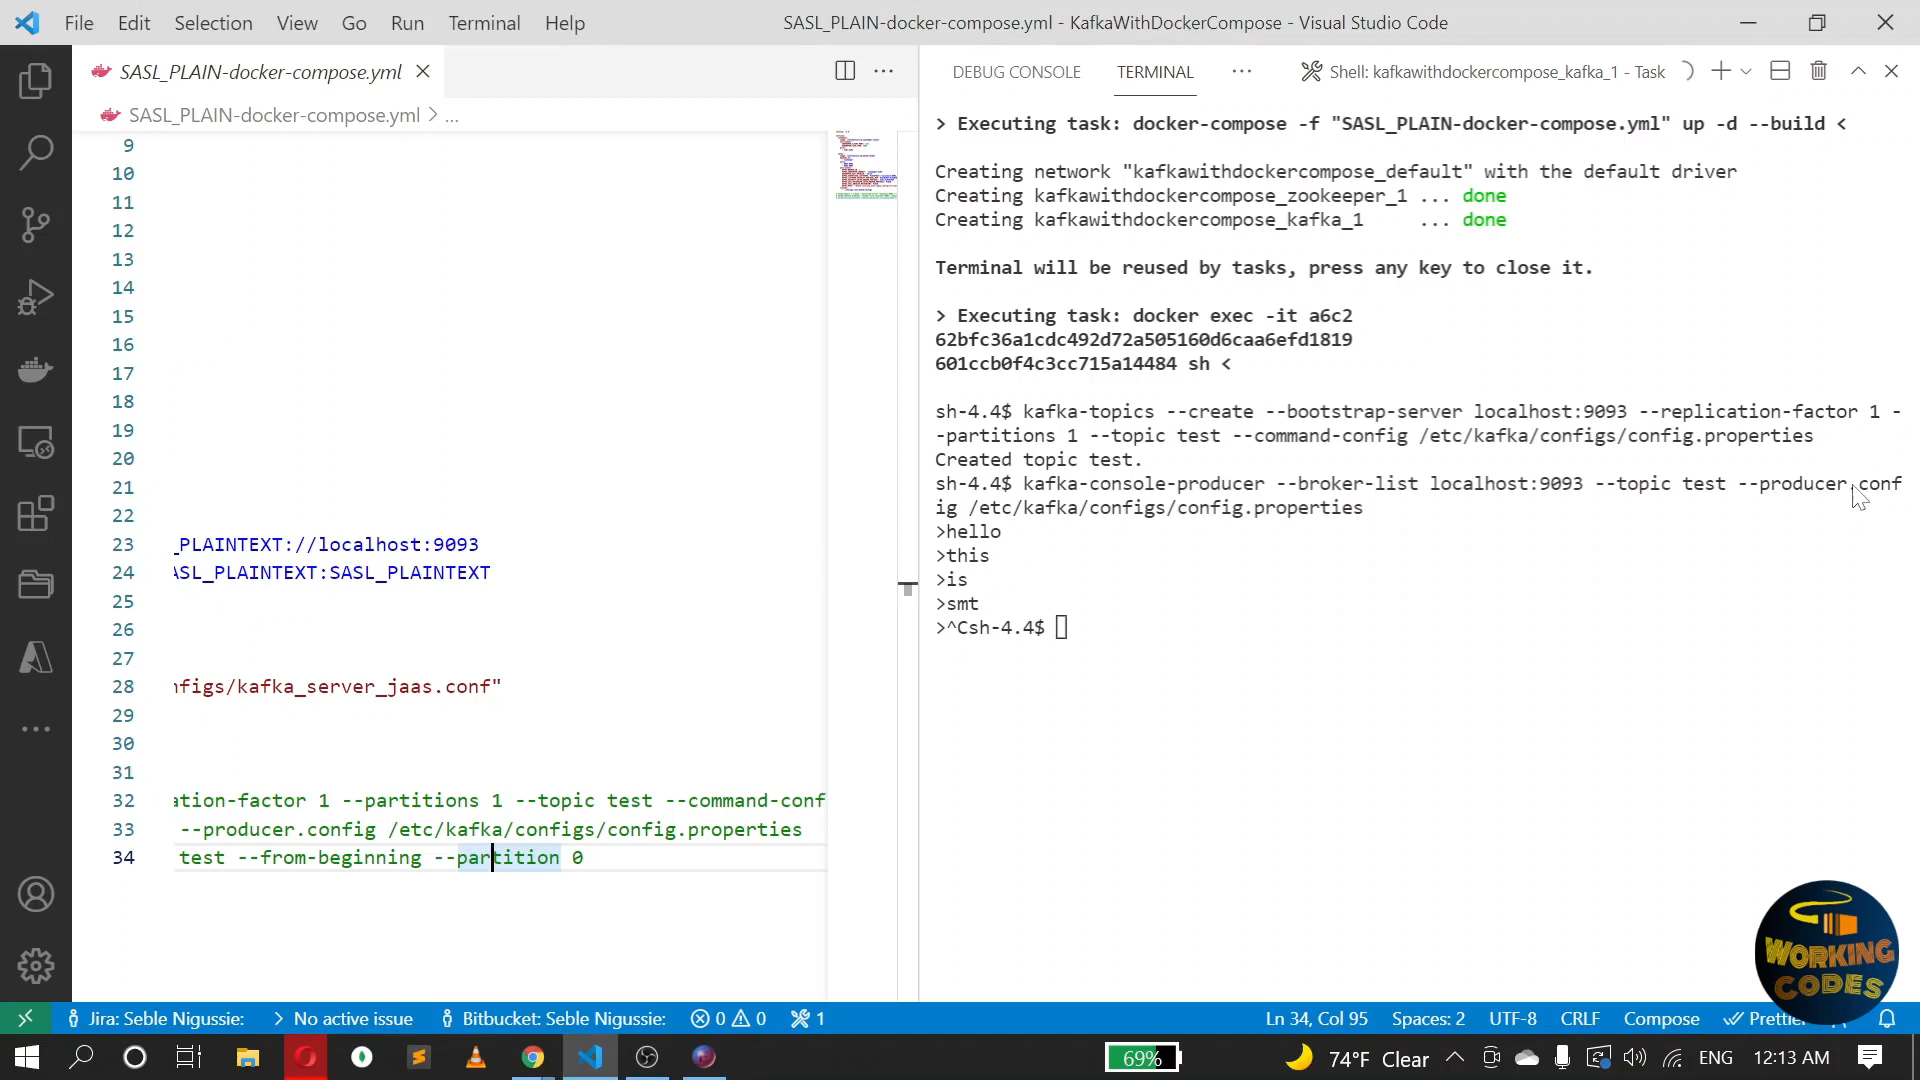 File Edit Selection View Go Run Terminal Help
SASL_PLAIN-docker-compose.yml - KafkaWithDockerCompose - Visual Studio Code
SASL_PLAIN-docker-compose.yml
SASL_PLAIN-docker-compose.yml > ...
9
10
11
12
13
14
15
16
17
18
19
20
21
22
23 _PLAINTEXT://localhost:9093
24 ASL_PLAINTEXT:SASL_PLAINTEXT
25
26
27
28 nfigs/kafka_server_jaas.conf"
29
30
31
32 ation-factor 1 --partitions 1 --topic test --command-conf
33 --producer.config /etc/kafka/configs/config.properties
34 test --from-beginning --partition 0
DEBUG CONSOLE TERMINAL ... Shell: kafkawithdockercompose_kafka_1 - Task
> Executing task: docker-compose -f "SASL_PLAIN-docker-compose.yml" up -d --build <
Creating network "kafkawithdockercompose_default" with the default driver
Creating kafkawithdockercompose_zookeeper_1 ... done
Creating kafkawithdockercompose_kafka_1 ... done
Terminal will be reused by tasks, press any key to close it.
> Executing task: docker exec -it a6c2
62bfc36a1cdc492d72a505160d6caa6efd1819
601ccb0f4c3cc715a14484 sh <
sh-4.4$ kafka-topics --create --bootstrap-server localhost:9093 --replication-factor 1 -
-partitions 1 --topic test --command-config /etc/kafka/configs/config.properties
Created topic test.
sh-4.4$ kafka-console-producer --broker-list localhost:9093 --topic test --producer.conf
ig /etc/kafka/configs/config.properties
>hello
>this
>is
>smt
>^Csh-4.4$
WORKING
CODES
Jira: Seble Nigussie: > No active issue Bitbucket: Seble Nigussie: 0 0 1
Ln 34, Col 95 Spaces: 2 UTF-8 CRLF Compose
69% 74°F Clear ENG 12:13 AM